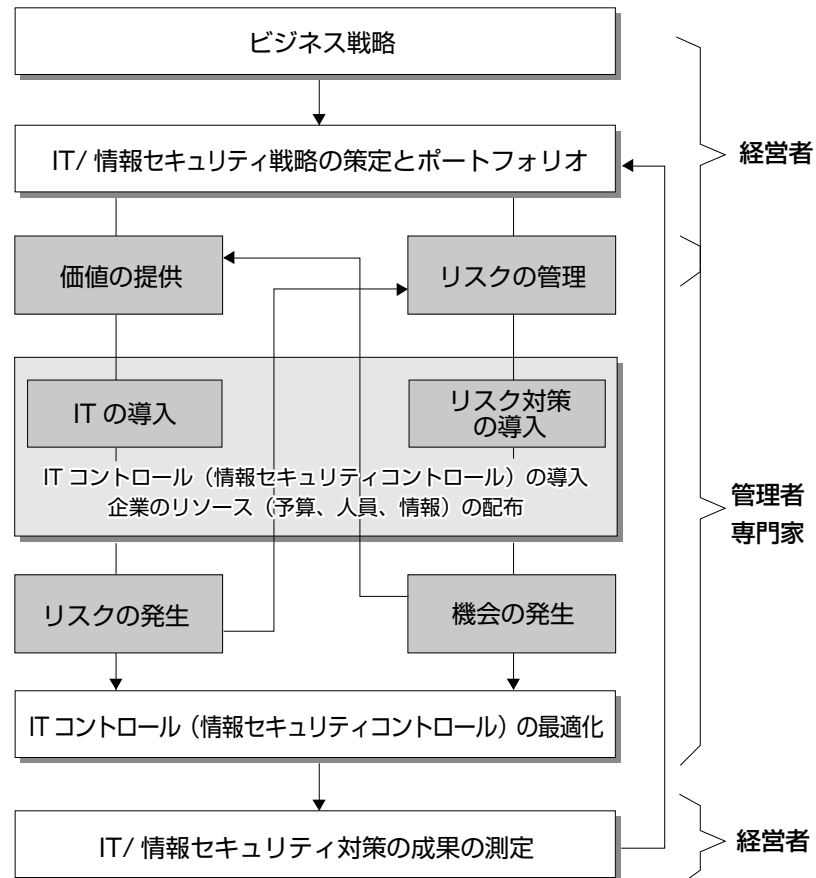 ビジネス戦略
IT/ 情報セキュリティ戦略の策定とポートフォリオ
経営者
価値の提供
リスクの管理
IT の導入
リスク対策
の導入
IT コントロール（情報セキュリティコントロール）の導入
企業のリソース（予算、人員、情報）の配布
管理者
専門家
リスクの発生
機会の発生
IT コントロール（情報セキュリティコントロール）の最適化
IT/ 情報セキュリティ対策の成果の測定
経営者